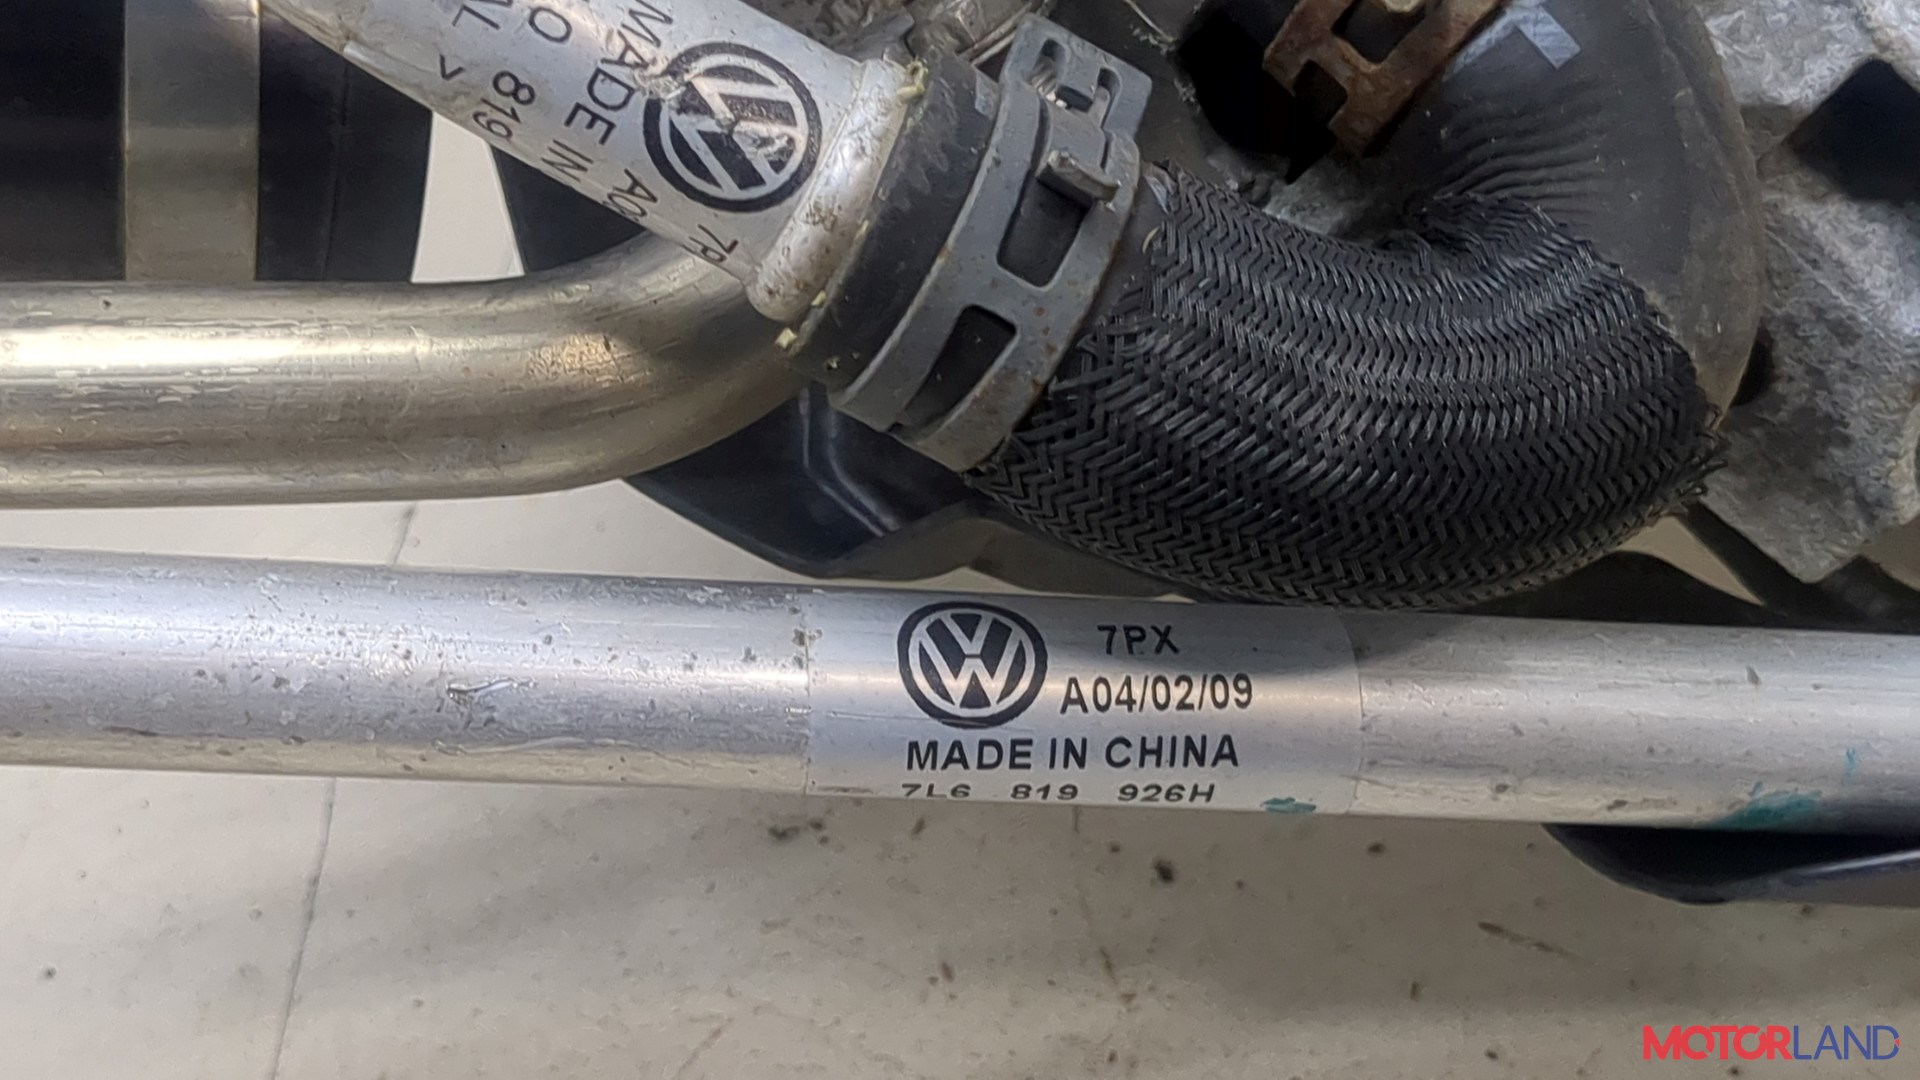 MADE IN
819
7PX
A04/02/09
MADE IN CHINA
7L6 819 926H
MOTORLAND